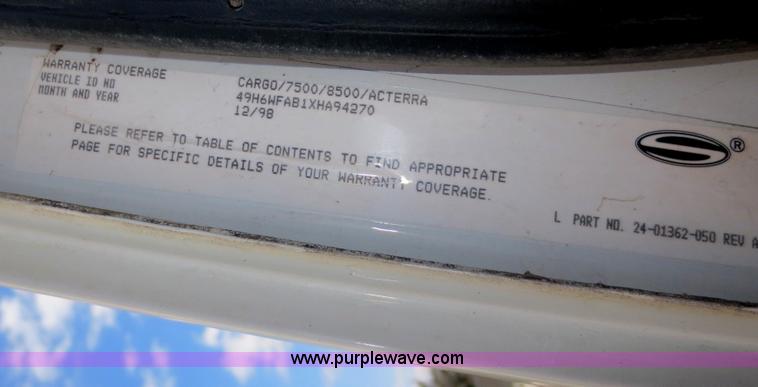 WARRANTY COVERAGE CARGO/7500/8500/ACTERRA
VEHICLE ID NO 49H6WFAB1XHA94270
MONTH AND YEAR 12/98
PLEASE REFER TO TABLE OF CONTENTS TO FIND APPROPRIATE
PAGE FOR SPECIFIC DETAILS OF YOUR WARRANTY COVERAGE.
®
L PART NO. 24-01362-050 REV A
www.purplewave.com